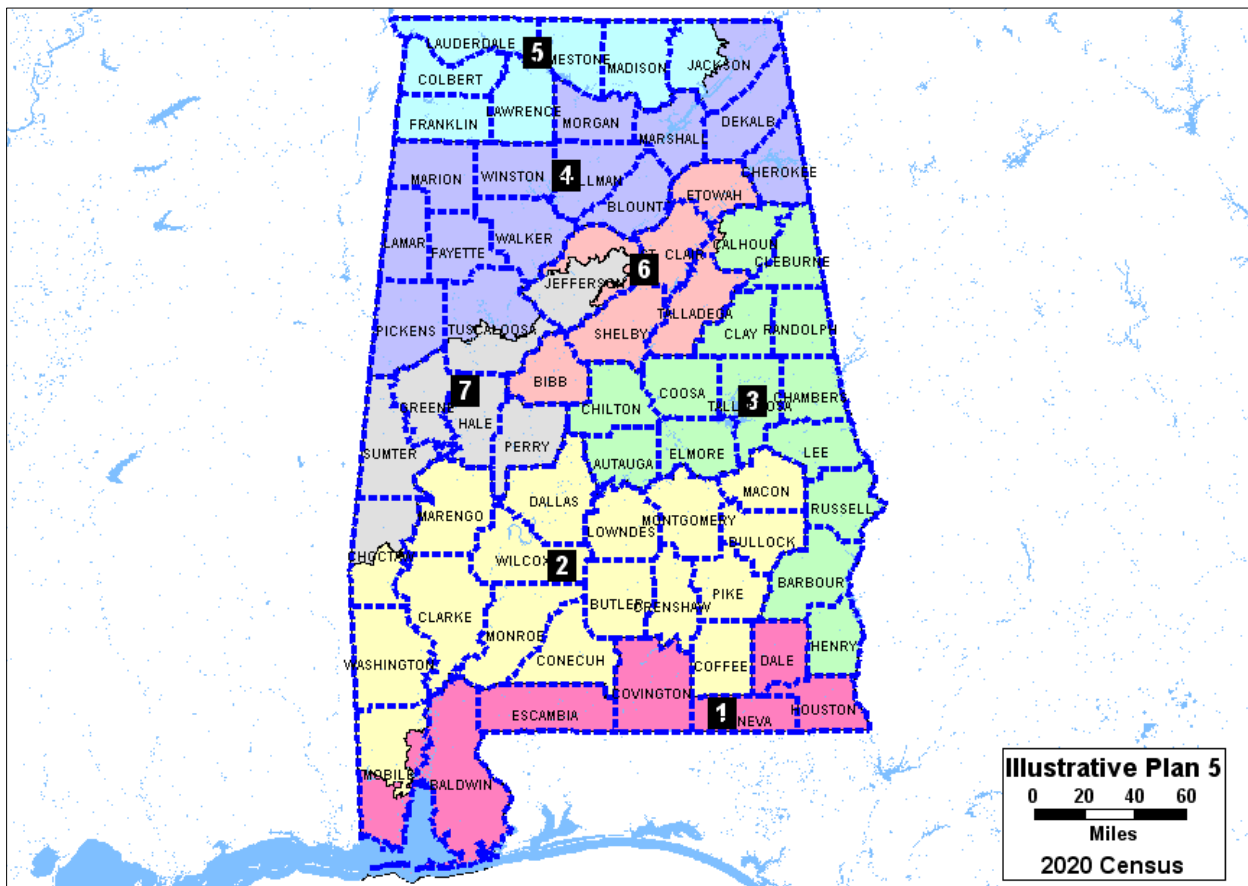 LAUDERDALE
5
MESTONE
MADISON
JACKSON
COLBERT
LAWRENCE
FRANKLIN
MORGAN
MARSHALL
DEKALB
MARION
WINSTON
4
LLMAN
CHEROKEE
ETOWAH
BLOUNT
LAMAR
FAYETTE
WALKER
CALHOUN
CLEBURNE
T. CLAIR
6
JEFFERSON
PICKENS
TUSCALOOSA
SHELBY
TALLADEGA
CLAY
RANDOLPH
BIBB
7
GREENE
HALE
CHILTON
COOSA
3
CHAMBERS
PERRY
SUMTER
AUTAUGA
ELMORE
LEE
DALLAS
MACON
MARENGO
LOWNDES
MONTGOMERY
RUSSELL
BULLOCK
CHOCTAW
WILCOX
2
BARBOUR
CLARKE
BUTLER
CRENSHAW
PIKE
MONROE
CONECUH
COFFEE
DALE
HENRY
WASHINGTON
COVINGTON
ESCAMBIA
1
NEVA
HOUSTON
MOBILE
BALDWIN
Illustrative Plan 5
0 20 40 60
Miles
2020 Census